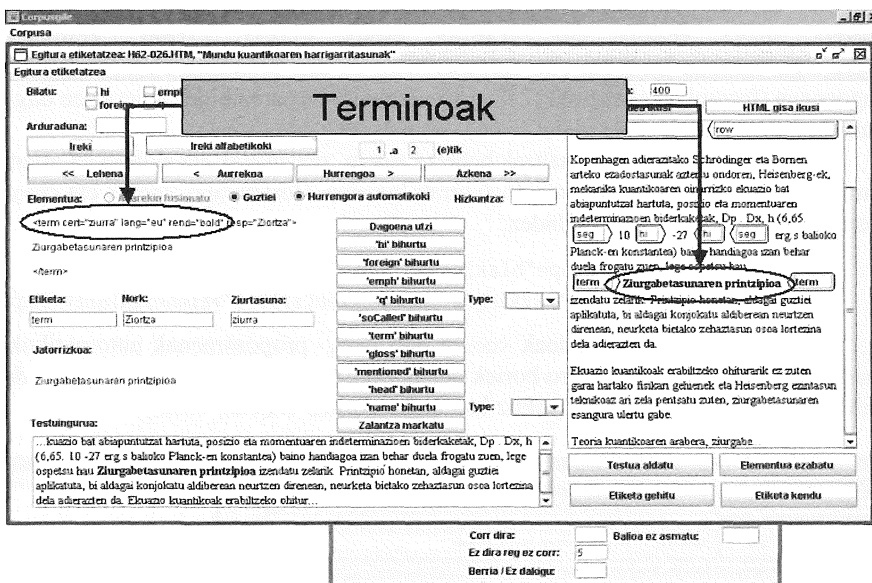 Corpusgile
Corpusa
Egitura etiketatzea: H62-026.HTM, "Mundu kuantikoaren harrigarritasunak"
Egitura etiketatzea
Bilatu: hi
foreign
400
Terminoak
ikusi HTML gisa ikusi
Arduraduna:
Ireki Ireki alfabetikoki 1 .a 2 (e)tik
<< Lehena < Aurrekoa Hurrengoa > Azkena >>
Elementua: fusionatu Guztiei Hurrengora automatikoki Hizkuntza:
<term cert="ziurra" lang="eu" rend="bold" resp="Ziortza">
Ziurgabetasunaren printzipioa
</term>
Etiketa: Nork: Ziurtasuna:
term Ziortza ziurra
Jatorrizkoa:
Ziurgabetasunaren printzipioa
Dagoena utzi
'hi' bihurtu
'foreign' bihurtu
'emph' bihurtu
'q' bihurtu Type:
'soCalled' bihurtu
'term' bihurtu
'gloss' bihurtu
'mentioned' bihurtu
'head' bihurtu
'name' bihurtu Type:
Zalantza markatu
Testuingurua:
... kuazio bat abiapuntutzat hartuta, posizio eta momentuaren indeterminazioen biderkaketak, Dp . Dx, h
(6,65. 10 -27 erg.s balioko Planck-en konstantea) baino handiagoa izan behar duela frogatu zuen, lege
ospetsu hau Ziurgabetasunaren printzipioa izendatu zelarik. Printzipio honetan, aldagai guztiei
aplikatuta, bi aldagai konjokatu aldiberean neurtzen direnean, neurketa bietako zehaztasun osoa lortezina
dela adierazten da. Ekuazio kuantikoak erabiltzeko ohitur...
row
Kopenhagen adierazitako Schrödinger eta Bornen
arteko ezadostasunak aztertu ondoren, Heisenberg-ek,
mekanika kuantikoaren oinarrizko ekuazio bat
abiapuntutzat hartuta, posizio eta momentuaren
indeterminazioen biderkaketak, Dp . Dx, h (6,65.
seg 10 hi -27 hi seg erg.s balioko
Planck-en konstantea) baino handiagoa izan behar
duela frogatu zuen, lege ospetsu hau
term Ziurgabetasunaren printzipioa term
izendatu zelarik. Printzipio honetan, aldagai guztiei
aplikatuta, bi aldagai konjokatu aldiberean neurtzen
direnean, neurketa bietako zehaztasun osoa lortezina
dela adierazten da.
Ekuazio kuantikoak erabiltzeko ohiturarik ez zuten
garai hartako fisikari gehienek eta Heisenberg ezintasun
teknikoaz ari zela pentsatu zuten, ziurgabetasunaren
esangura ulertu gabe.
Teoria kuantikoaren arabera, ziurgabe
Testua aldatu Elementua ezabatu
Etiketa gehitu Etiketa kendu
Corr dira: Balioa ez asmatu:
Ez dira reg ez corr: 5
Berria / Ez dakigu: